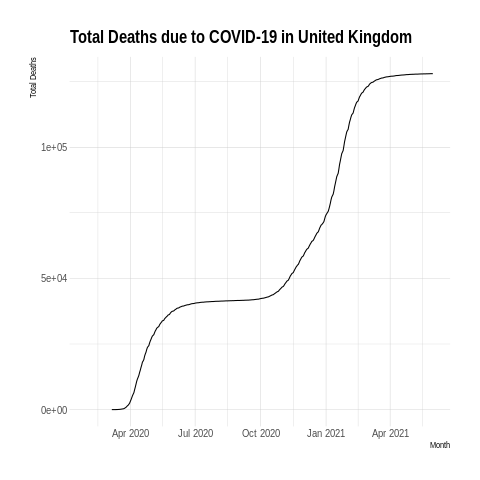 Total Deaths due to COVID-19 in United Kingdom
Total Deaths
1e+05
5e+04
0e+00
Apr 2020 Jul 2020 Oct 2020 Jan 2021 Apr 2021
Month